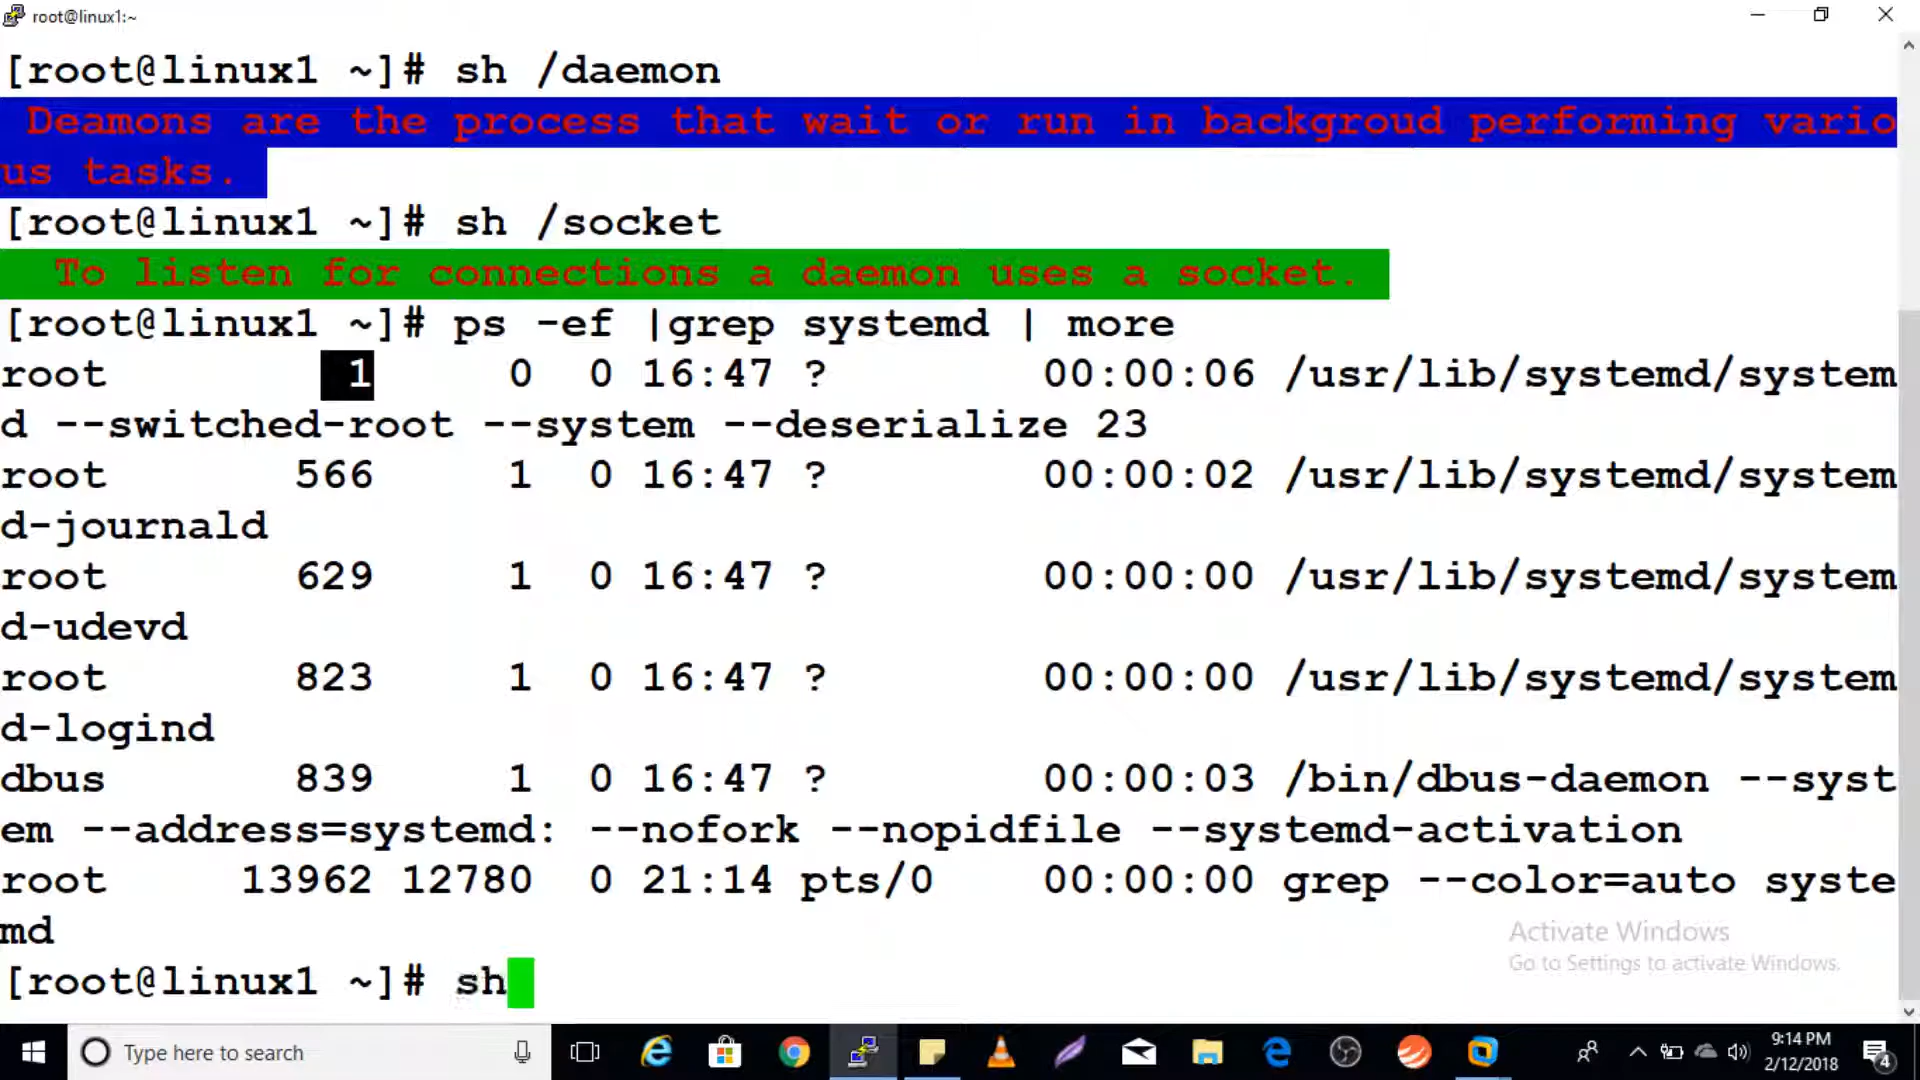 root@linux1:~
[root@linux1 ~]# sh /daemon
Deamons are the process that wait or run in backgroud performing vario
us tasks.
[root@linux1 ~]# sh /socket
To listen for connections a daemon uses a socket.
[root@linux1 ~]# ps -ef |grep systemd | more
root 1 0 0 16:47 ? 00:00:06 /usr/lib/systemd/system
d --switched-root --system --deserialize 23
root 566 1 0 16:47 ? 00:00:02 /usr/lib/systemd/system
d-journald
root 629 1 0 16:47 ? 00:00:00 /usr/lib/systemd/system
d-udevd
root 823 1 0 16:47 ? 00:00:00 /usr/lib/systemd/system
d-logind
dbus 839 1 0 16:47 ? 00:00:03 /bin/dbus-daemon --syst
em --address=systemd: --nofork --nopidfile --systemd-activation
root 13962 12780 0 21:14 pts/0 00:00:00 grep --color=auto syste
md
[root@linux1 ~]# sh
Activate Windows
Go to Settings to activate Windows.
Type here to search
9:14 PM
2/12/2018
4